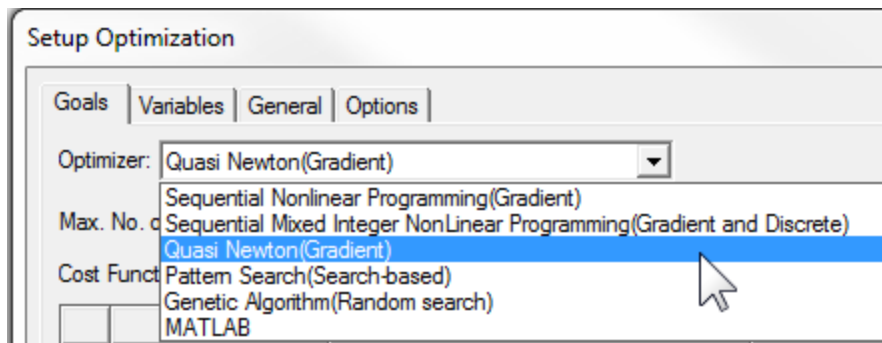 Setup Optimization
Goals Variables General Options
Optimizer: Quasi Newton(Gradient)
Sequential Nonlinear Programming(Gradient)
Max. No. o Sequential Mixed Integer NonLinear Programming(Gradient and Discrete)
Quasi Newton(Gradient)
Cost Funct Pattern Search(Search-based)
Genetic Algorithm(Random search)
MATLAB